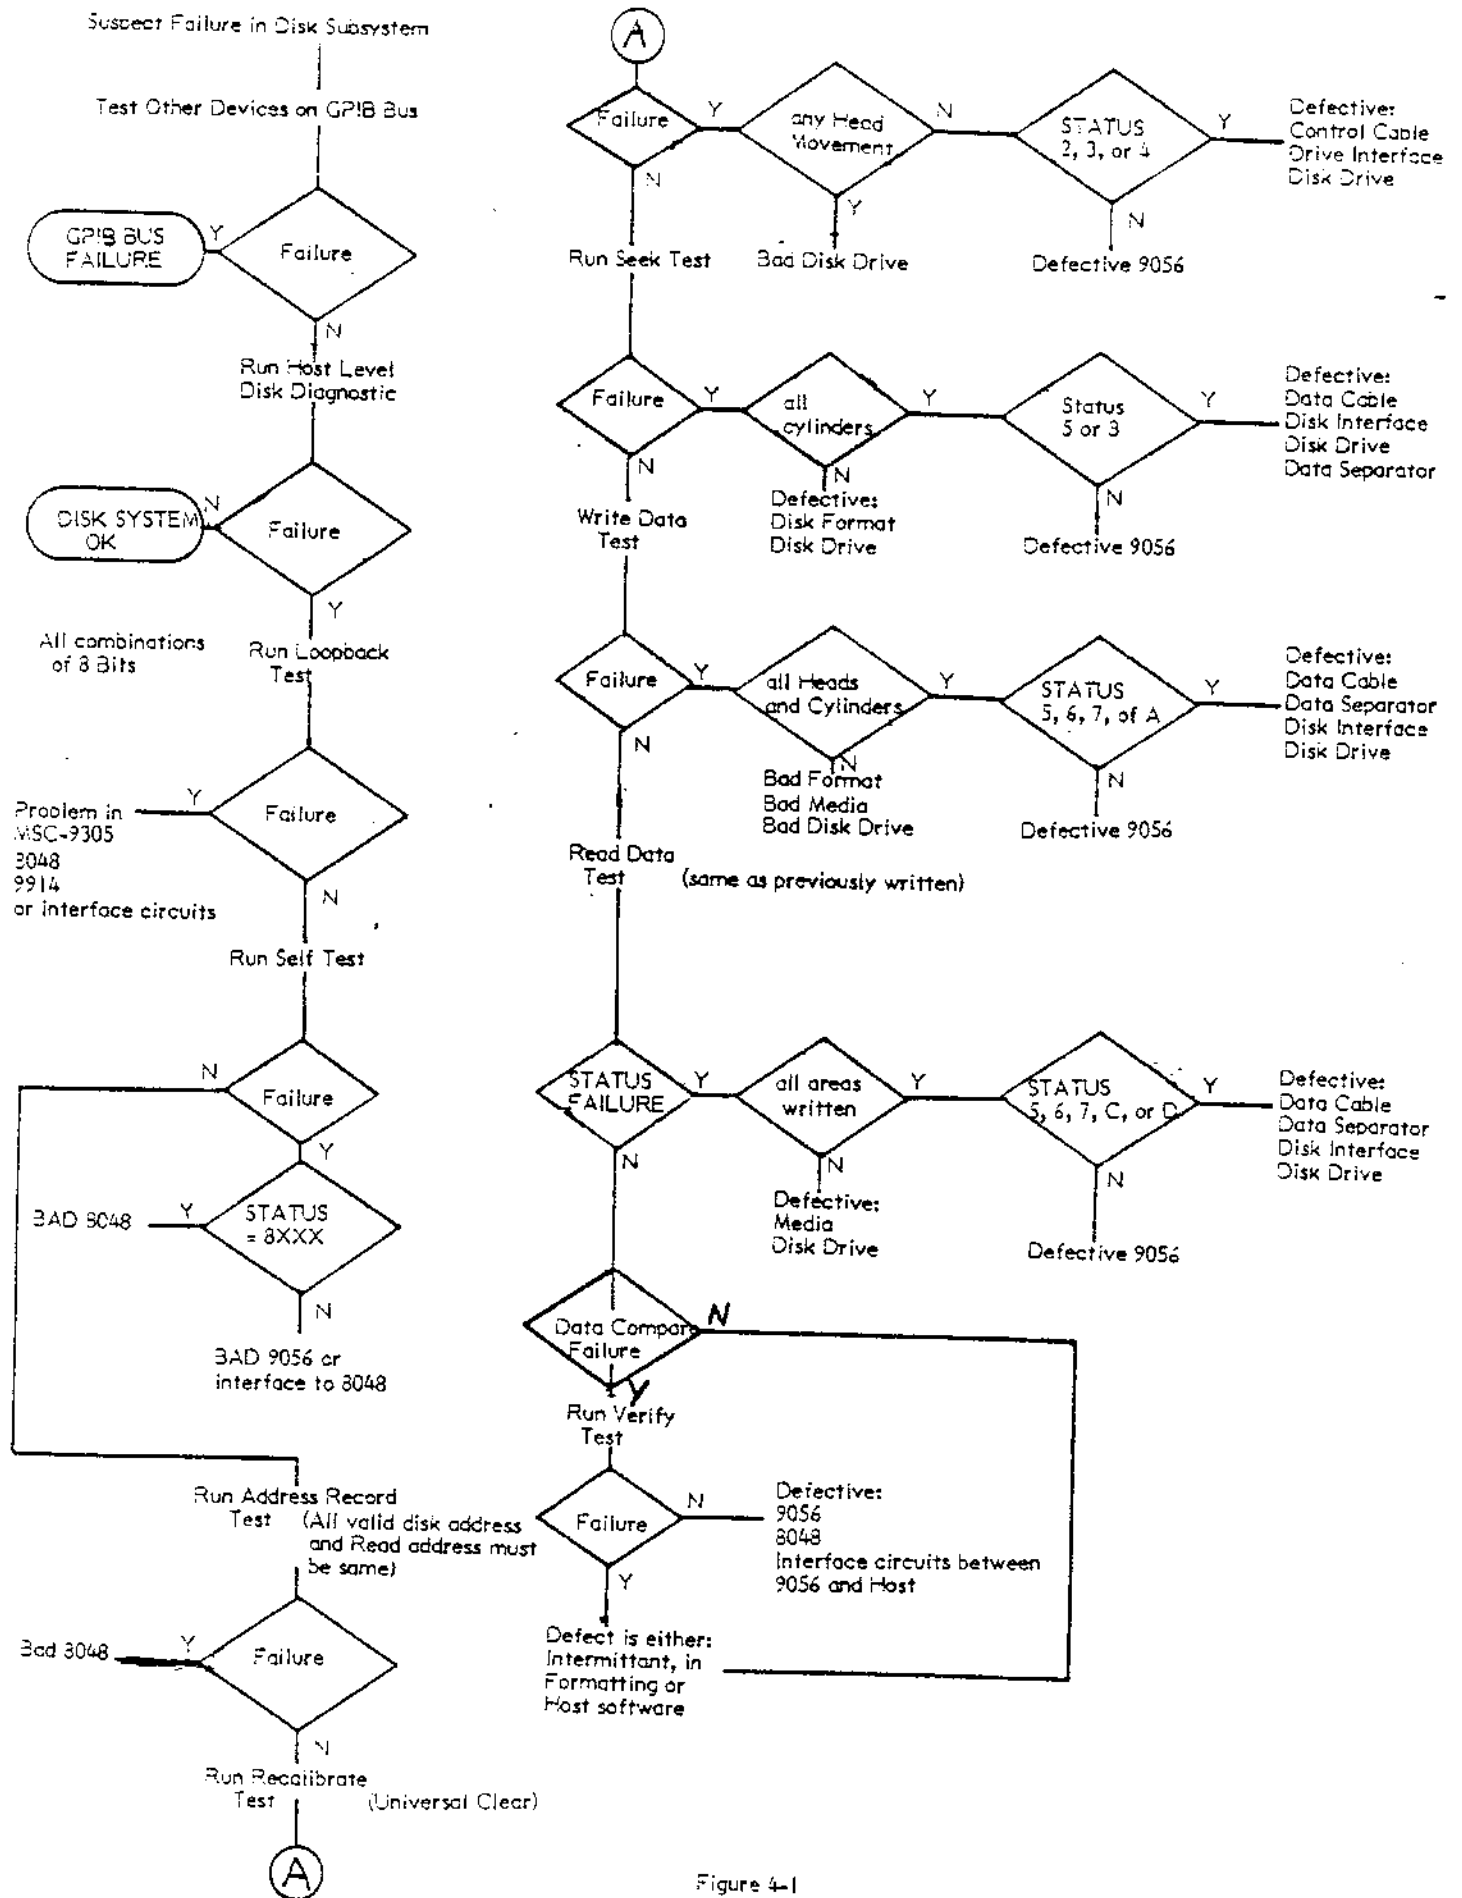 Suspect Failure in Disk Subsystem
Test Other Devices on GPIB Bus
GPIB BUS
FAILURE
Y
Failure
N
Run Host Level
Disk Diagnostic
DISK SYSTEM
OK
N
Failure
Y
All combinations
of 8 Bits
Run Loopback
Test
Problem in
MSC-9305
8048
9914
or interface circuits
Y
Failure
N
Run Self Test
N
Failure
Y
BAD 8048
Y
STATUS
= 8XXX
N
BAD 9056 or
interface to 8048
Run Address Record
Test (All valid disk address
and Read address must
be same)
Bad 8048
Y
Failure
N
Run Recalibrate
Test (Universal Clear)
A
A
Failure
Y
any Head
Movement
N
STATUS
2, 3, or 4
Y
Defective:
Control Cable
Drive Interface
Disk Drive
N
Y
N
Run Seek Test
Bad Disk Drive
Defective 9056
Failure
Y
all
cylinders
Y
Status
5 or 3
Y
Defective:
Data Cable
Disk Interface
Disk Drive
Data Separator
N
N
N
Write Data
Test
Defective:
Disk Format
Disk Drive
Defective 9056
Failure
Y
all Heads
and Cylinders
Y
STATUS
5, 6, 7, of A
Y
Defective:
Data Cable
Data Separator
Disk Interface
Disk Drive
N
N
N
Bad Format
Bad Media
Bad Disk Drive
Defective 9056
Read Data
Test (same as previously written)
STATUS
FAILURE
Y
all areas
written
Y
STATUS
5, 6, 7, C, or D
Y
Defective:
Data Cable
Data Separator
Disk Interface
Disk Drive
N
N
N
Defective:
Media
Disk Drive
Defective 9056
Data Compare
Failure
N
Y
Run Verify
Test
Failure
N
Defective:
9056
8048
Interface circuits between
9056 and Host
Y
Defect is either:
Intermittant, in
Formatting or
Host software
Figure 4-1